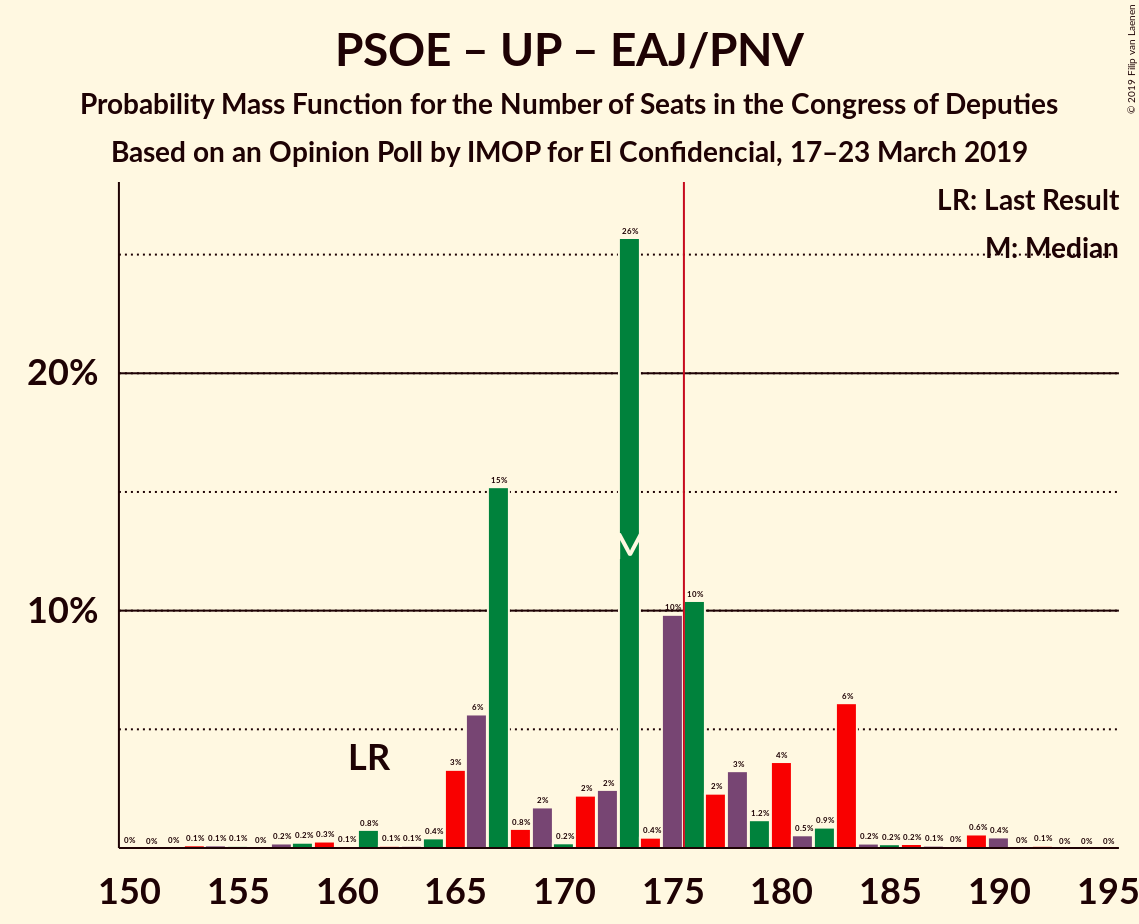 PSOE – UP – EAJ/PNV
Probability Mass Function for the Number of Seats in the Congress of Deputies
Based on an Opinion Poll by IMOP for El Confidencial, 17–23 March 2019
© 2019 Filip van Laenen
LR: Last Result
M: Median
20%
10%
LR
M
0% 0% 0% 0.1% 0.1% 0.1% 0% 0.2% 0.2% 0.3% 0.1% 0.8% 0.1% 0.1% 0.4% 3% 6% 15% 0.8% 2% 0.2% 2% 2% 26% 0.4% 10% 10% 2% 3% 1.2% 4% 0.5% 0.9% 6% 0.2% 0.2% 0.2% 0.1% 0% 0.6% 0.4% 0% 0.1% 0% 0% 0%
150 155 160 165 170 175 180 185 190 195